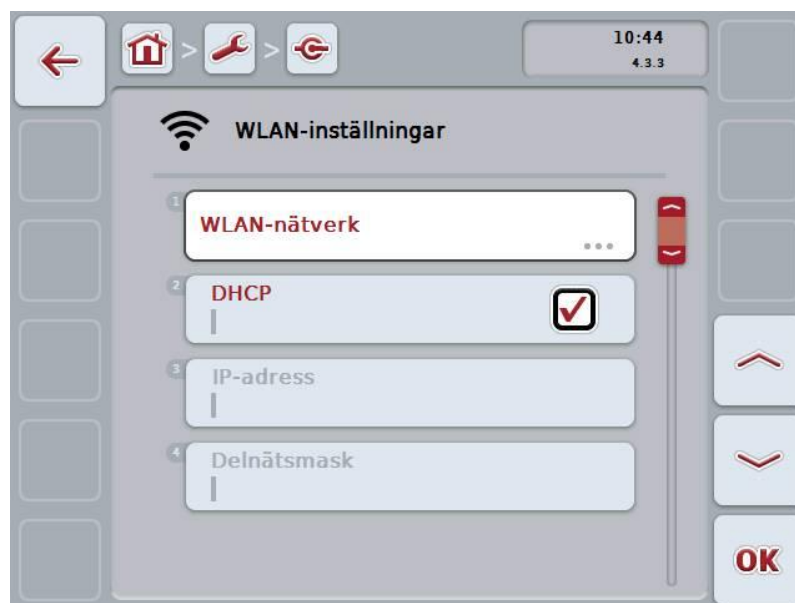 > >
10:44
4.3.3
WLAN-inställningar
1
WLAN-nätverk
...
2
DHCP
3
IP-adress
4
Delnätsmask
OK